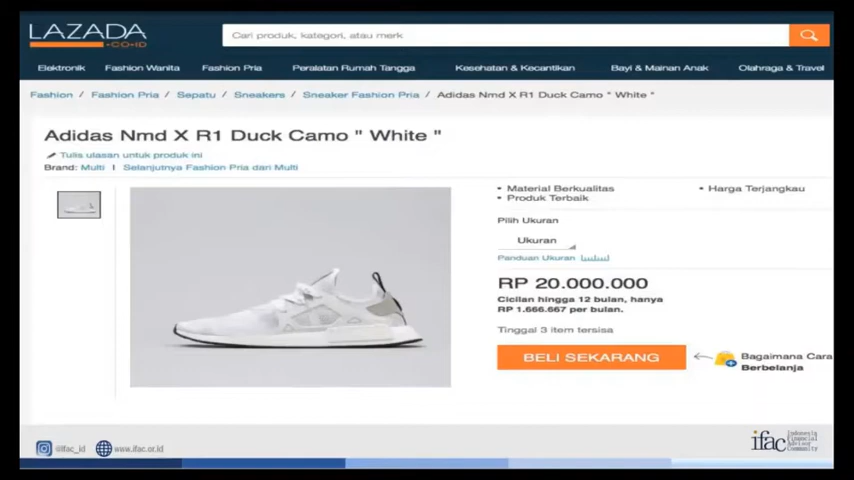 LAZADA
.CO.ID
Cari produk, kategori, atau merk
Elektronik Fashion Wanita Fashion Pria Peralatan Rumah Tangga Kesehatan & Kecantikan Bayi & Mainan Anak Olahraga & Travel
Fashion / Fashion Pria / Sepatu / Sneakers / Sneaker Fashion Pria / Adidas Nmd X R1 Duck Camo " White "
Adidas Nmd X R1 Duck Camo " White "
Tulis ulasan untuk produk ini
Brand: Multi | Selanjutnya Fashion Pria dari Multi
• Material Berkualitas • Harga Terjangkau
• Produk Terbaik
Pilih Ukuran
Ukuran
Panduan Ukuran
RP 20.000.000
Cicilan hingga 12 bulan, hanya
RP 1.666.667 per bulan.
Tinggal 3 item tersisa
BELI SEKARANG
Bagaimana Cara
Berbelanja
@ifac_id www.ifac.or.id
ifac Indonesia Financial Advisor Community